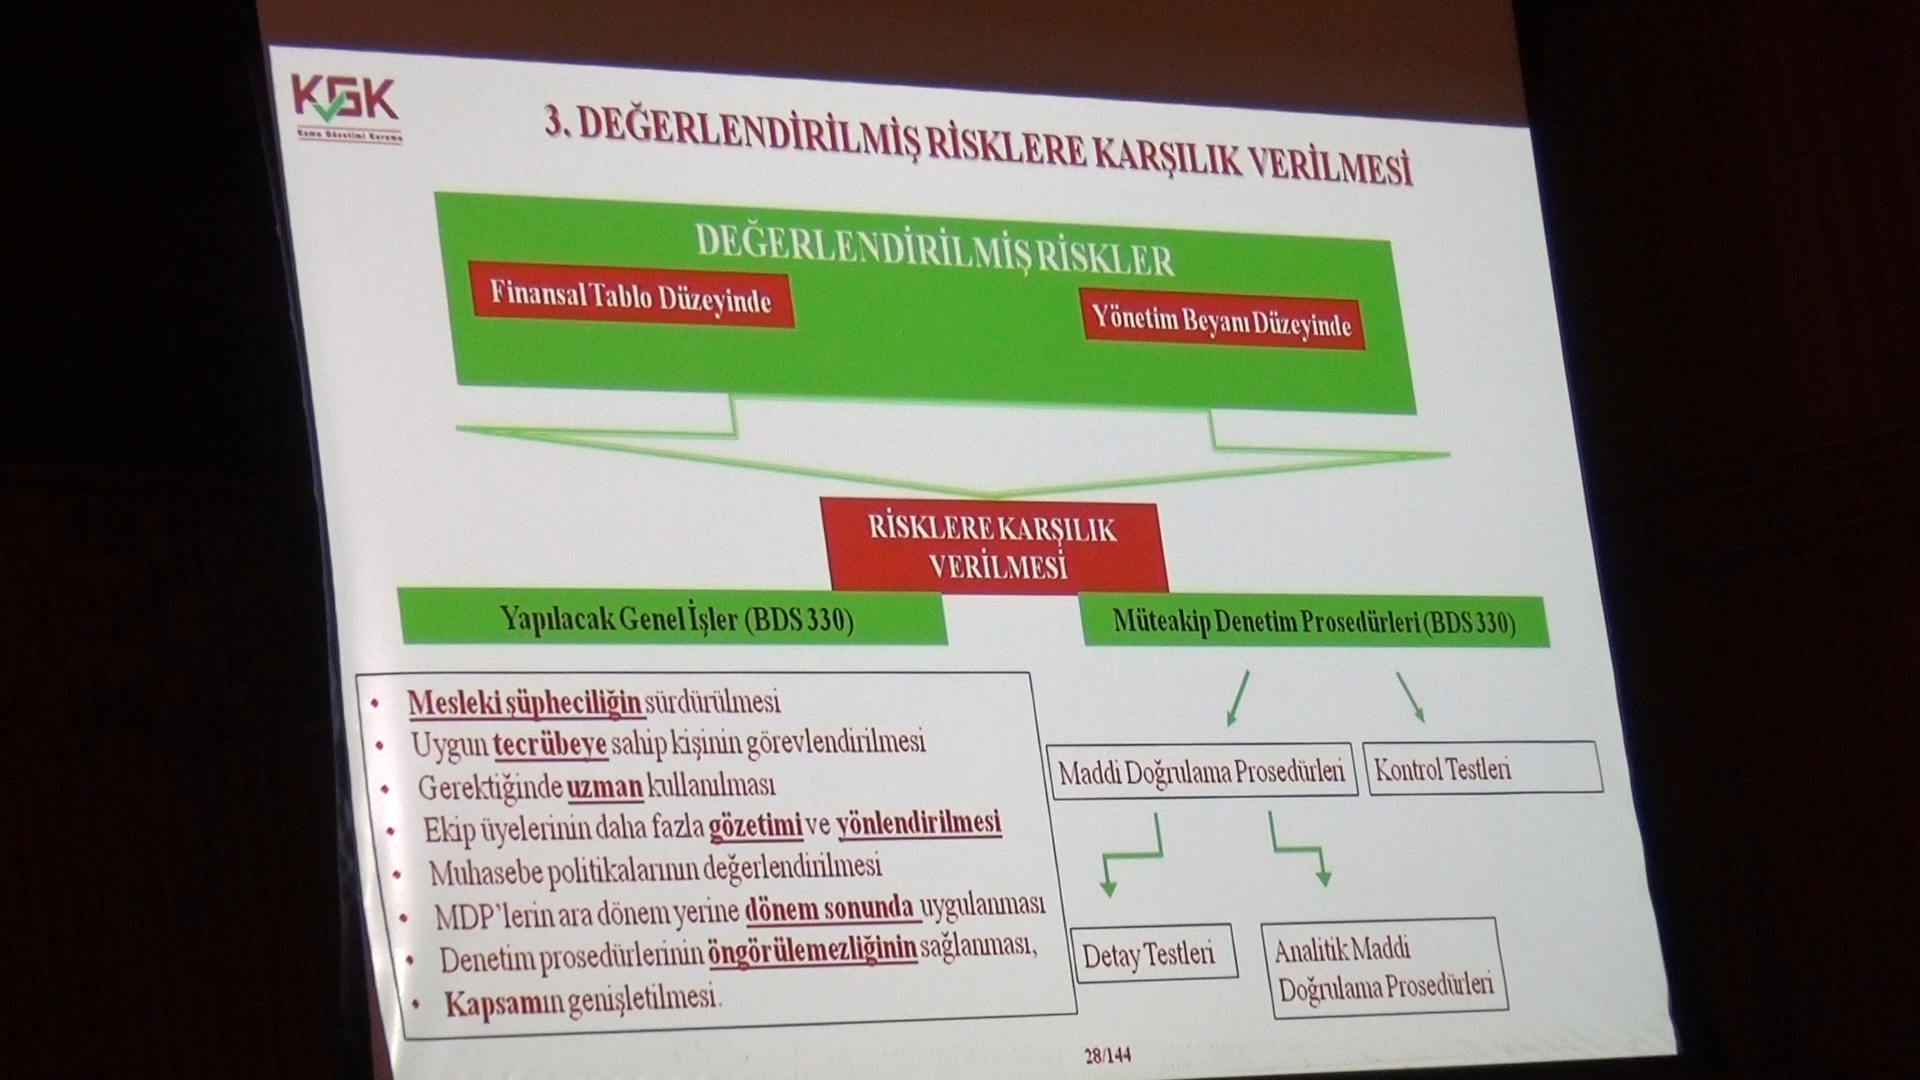 KGK
Kamu Gözetimi Kurumu
3. DEĞERLENDİRİLMİŞ RİSKLERE KARŞILIK VERİLMESİ
DEĞERLENDİRİLMİŞ RİSKLER
Finansal Tablo Düzeyinde
Yönetim Beyanı Düzeyinde
RİSKLERE KARŞILIK
VERİLMESİ
Yapılacak Genel İşler (BDS 330)
Müteakip Denetim Prosedürleri (BDS 330)
• Mesleki şüpheciliğin sürdürülmesi
• Uygun tecrübeye sahip kişinin görevlendirilmesi
• Gerektiğinde uzman kullanılması
• Ekip üyelerinin daha fazla gözetimi ve yönlendirilmesi
• Muhasebe politikalarının değerlendirilmesi
• MDP'lerin ara dönem yerine dönem sonunda uygulanması
• Denetim prosedürlerinin öngörülemezliğinin sağlanması,
• Kapsamın genişletilmesi.
Maddi Doğrulama Prosedürleri
Kontrol Testleri
Detay Testleri
Analitik Maddi
Doğrulama Prosedürleri
28/144